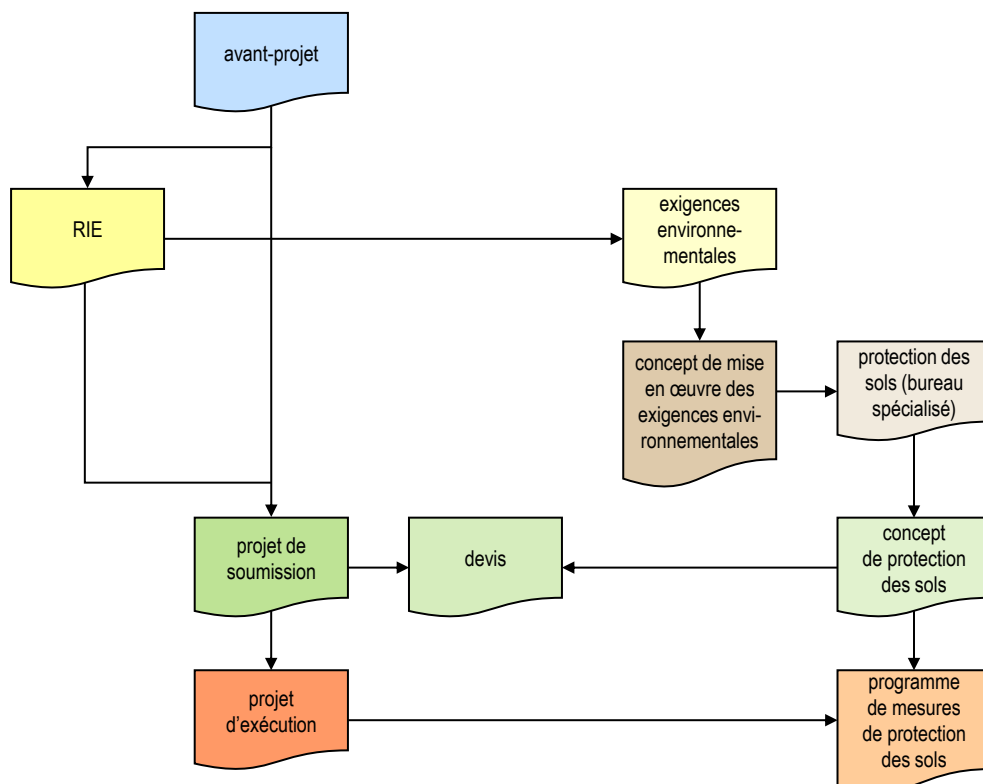 avant-projet
RIE
exigences
environne-
mentales
concept de mise
en œuvre des
exigences envi-
ronnementales
protection des
sols (bureau
spécialisé)
projet de
soumission
devis
concept
de protection
des sols
projet
d’exécution
programme
de mesures
de protection
des sols